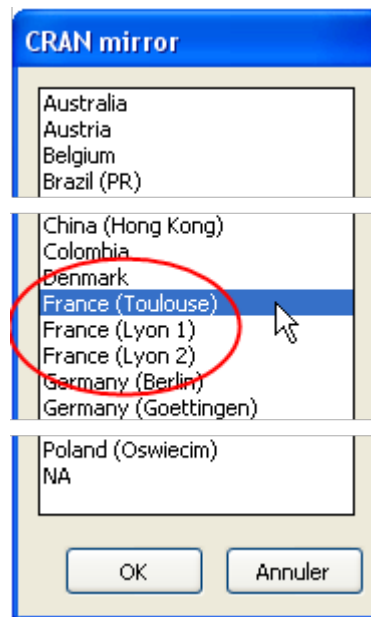 CRAN mirror
Australia
Austria
Belgium
Brazil (PR)
China (Hong Kong)
Colombia
Denmark
France (Toulouse)
France (Lyon 1)
France (Lyon 2)
Germany (Berlin)
Germany (Goettingen)
Poland (Oswiecim)
NA
OK Annuler